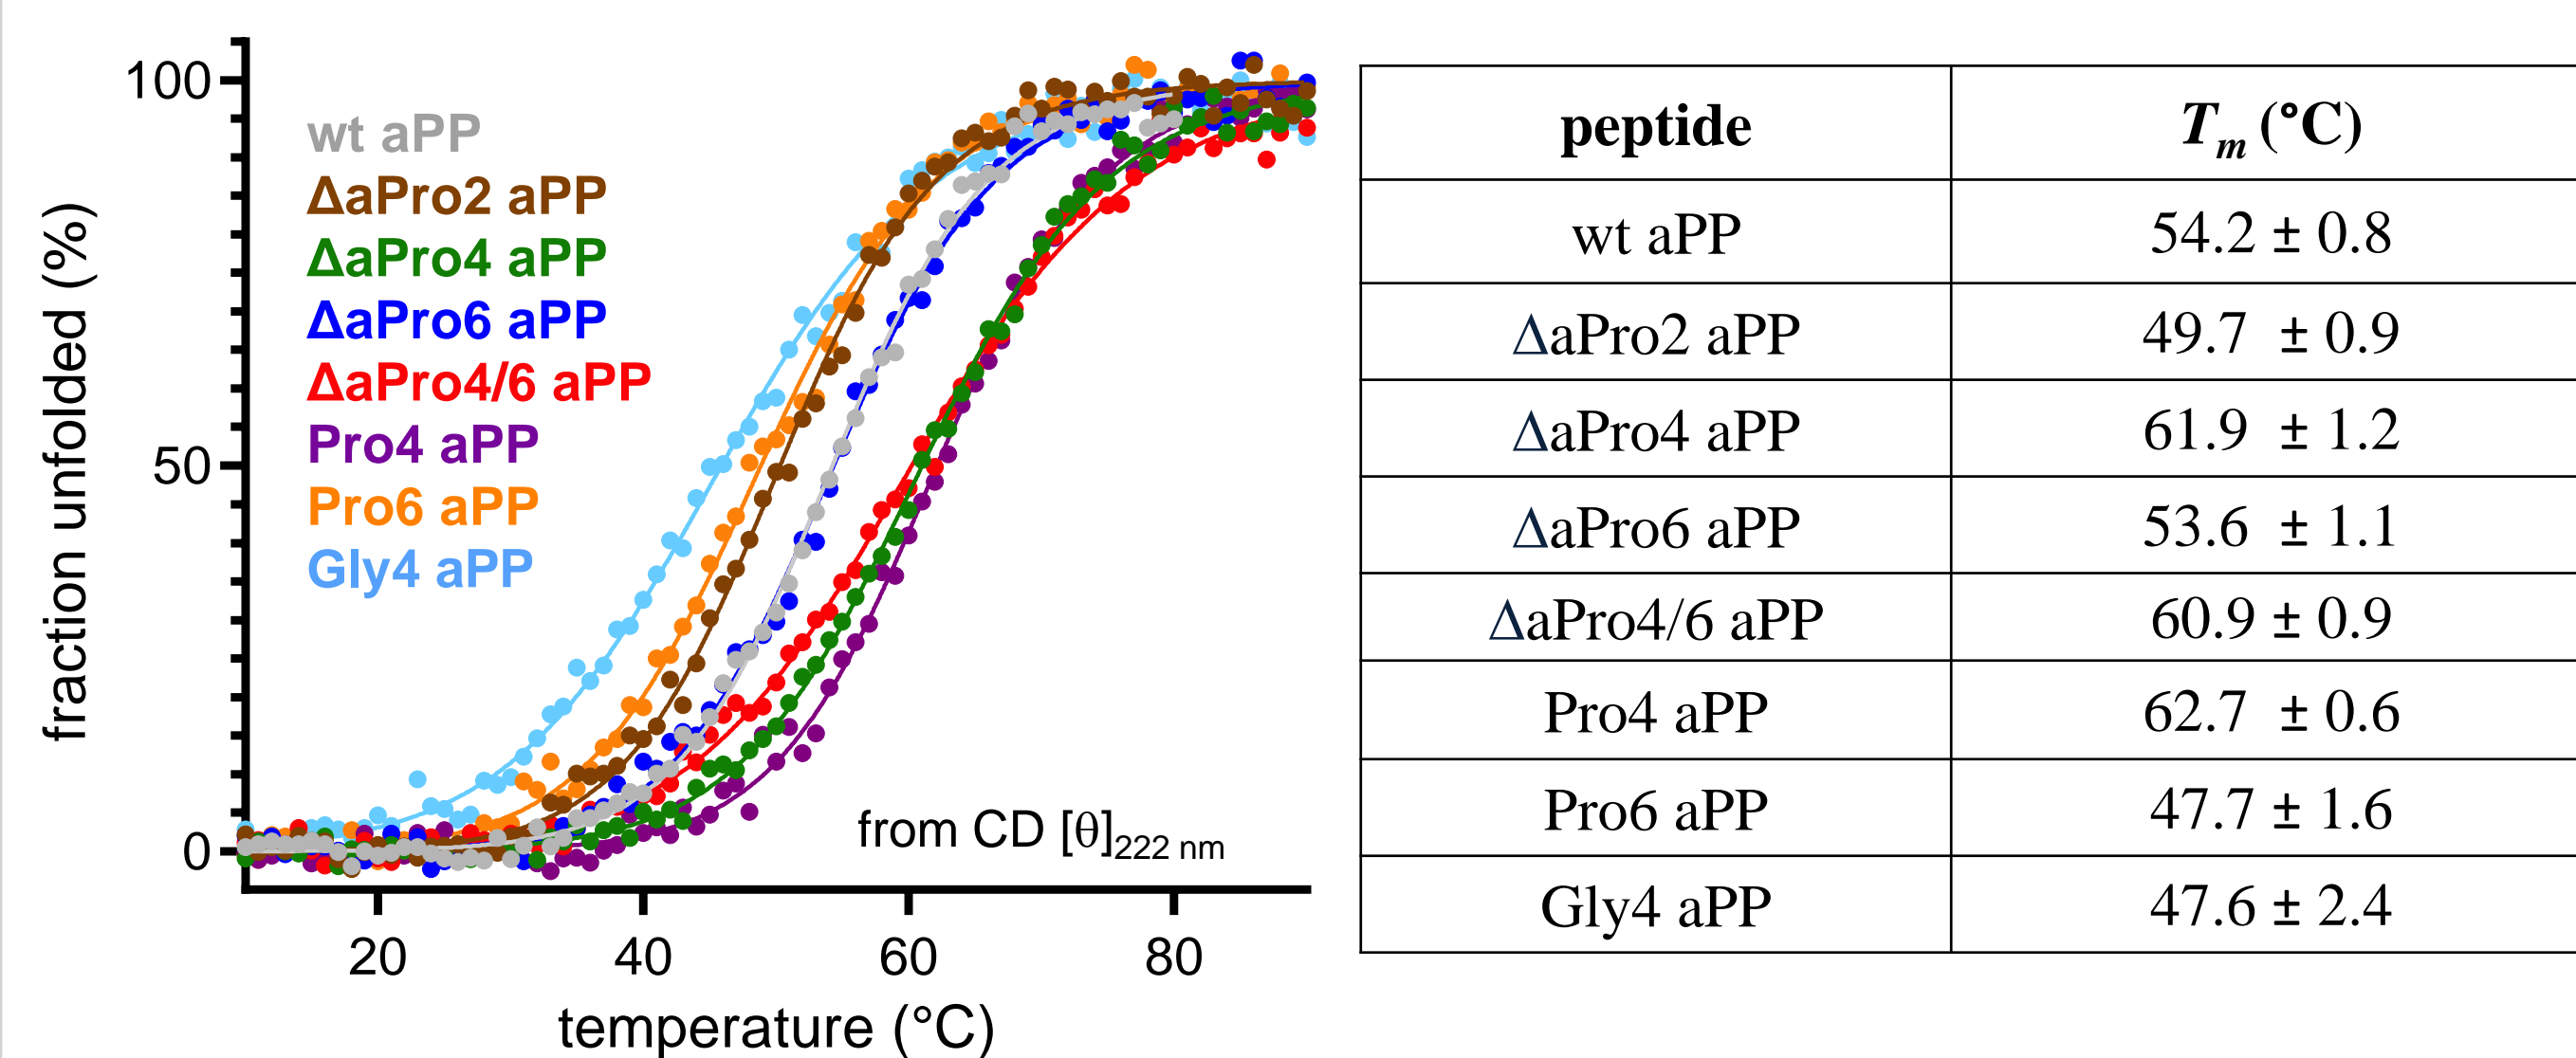 fraction unfolded (%)
100
50
0
wt aPP
ΔaPro2 aPP
ΔaPro4 aPP
ΔaPro6 aPP
ΔaPro4/6 aPP
Pro4 aPP
Pro6 aPP
Gly4 aPP
from CD [θ]222 nm
20 40 60 80
temperature (°C)
peptide Tm (°C)
wt aPP 54.2 ± 0.8
ΔaPro2 aPP 49.7 ± 0.9
ΔaPro4 aPP 61.9 ± 1.2
ΔaPro6 aPP 53.6 ± 1.1
ΔaPro4/6 aPP 60.9 ± 0.9
Pro4 aPP 62.7 ± 0.6
Pro6 aPP 47.7 ± 1.6
Gly4 aPP 47.6 ± 2.4